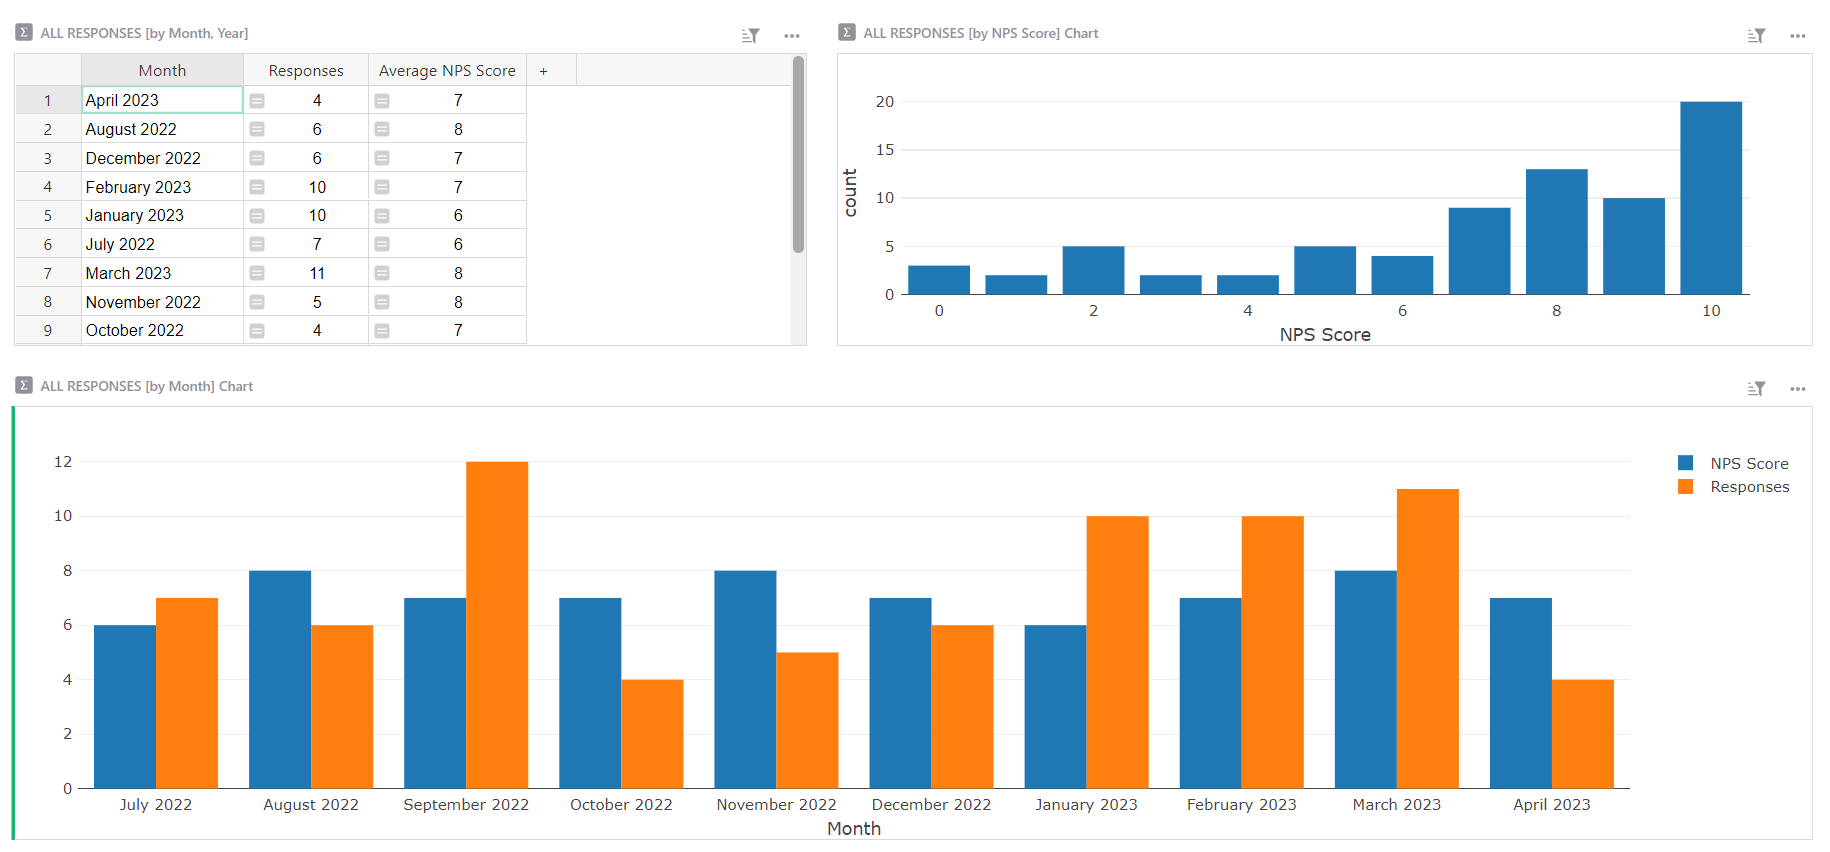 ALL RESPONSES [by Month, Year]
Month Responses Average NPS Score +
1 April 2023 4 7
2 August 2022 6 8
3 December 2022 6 7
4 February 2023 10 7
5 January 2023 10 6
6 July 2022 7 6
7 March 2023 11 8
8 November 2022 5 8
9 October 2022 4 7
ALL RESPONSES [by NPS Score] Chart
20
15
10
5
0
count
0 2 4 6 8 10
NPS Score
ALL RESPONSES [by Month] Chart
12
10
8
6
4
2
0
July 2022 August 2022 September 2022 October 2022 November 2022 December 2022 January 2023 February 2023 March 2023 April 2023
Month
NPS Score
Responses